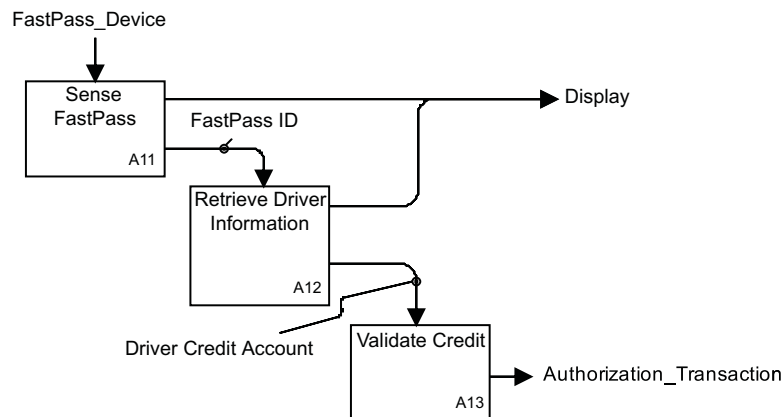 FastPass_Device
Sense
FastPass
A11
Display
FastPass ID
Retrieve Driver
Information
A12
Driver Credit Account
Validate Credit
A13
Authorization_Transaction